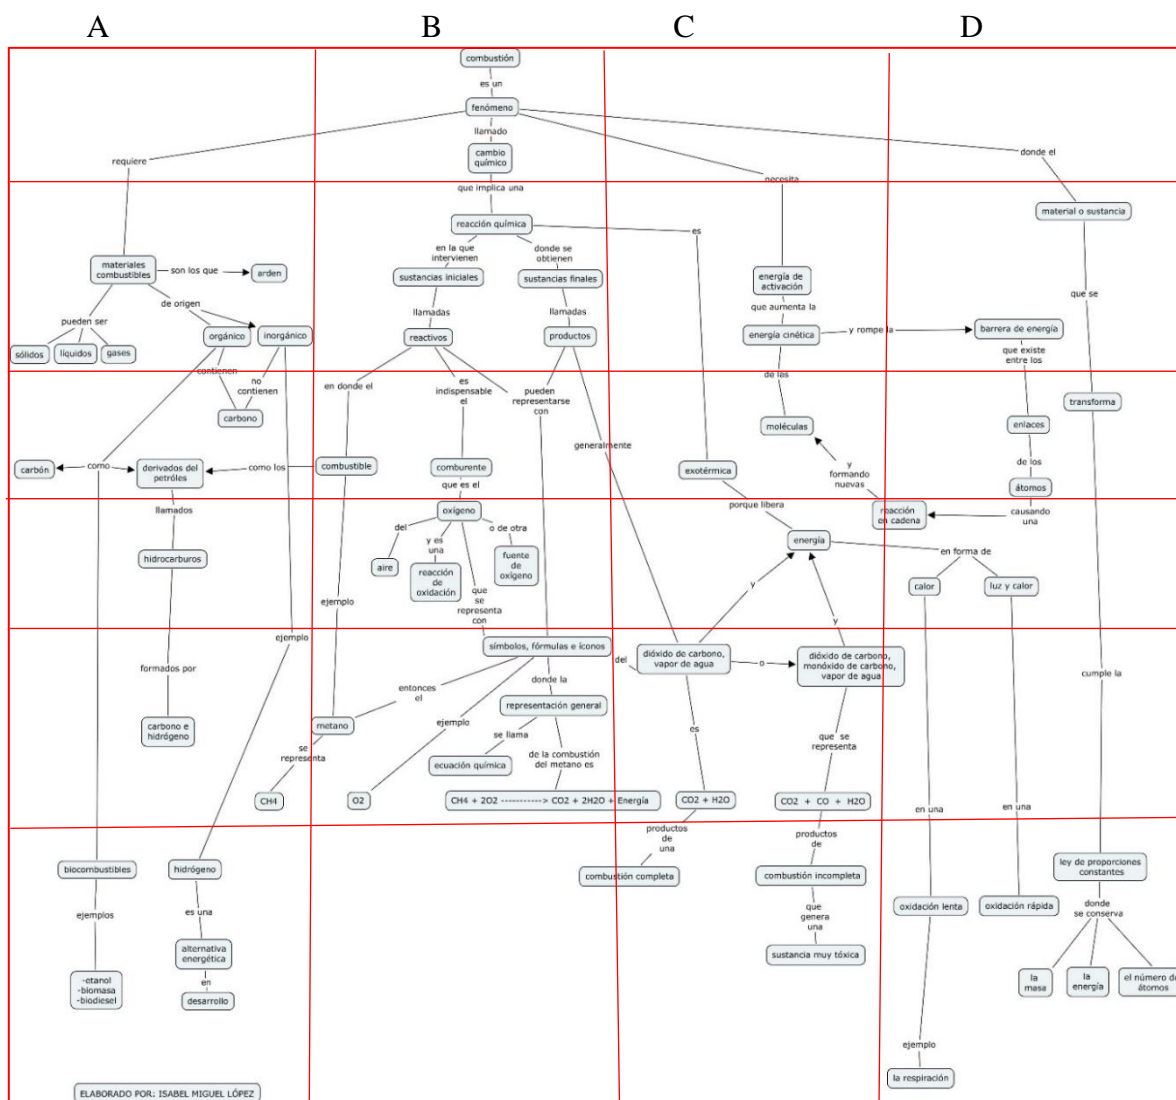 A B C D
combustión
es un
fenómeno
llamado
cambio
químico
requiere
donde el
necesita
que implica una
reacción química
es
material o sustancia
en la que
intervienen
donde se
obtienen
materiales
combustibles
son los que
arden
sustancias iniciales
sustancias finales
energía de
activación
que se
de origen
llamadas
llamadas
que aumenta la
pueden ser
orgánico
inorgánico
reactivos
productos
energía cinética
y rompe la
barrera de energía
sólidos
líquidos
gases
que existe
entre los
contienen
no
contienen
en donde el
es
indispensable
el
pueden
representarse
con
de las
transforma
carbono
moléculas
enlaces
generalmente
carbón
como
derivados del
petróles
como los
combustible
comburente
exotérmica
y
formando
nuevas
de los
que es el
átomos
llamados
oxígeno
porque libera
reacción
en cadena
causando
una
del
y es
una
o de otra
energía
en forma de
hidrocarburos
aire
reacción
de
oxidación
fuente
de
oxígeno
y
calor
luz y calor
ejemplo
que
se
representa
con
y
ejemplo
símbolos, fórmulas e íconos
dióxido de carbono,
vapor de agua
del
o
dióxido de carbono,
monóxido de carbono,
vapor de agua
formados por
entonces
el
donde la
cumple la
representación general
carbono e
hidrógeno
metano
ejemplo
es
se
representa
se llama
de la combustión
del metano es
que se
representa
ecuación química
CH4
O2
CH4 + 2O2 -----------> CO2 + 2H2O + Energía
CO2 + H2O
CO2 + CO + H2O
en una
en una
productos
de
una
productos
de
biocombustibles
hidrógeno
combustión completa
combustión incompleta
ley de proporciones
constantes
ejemplos
es una
que
genera
una
oxidación lenta
oxidación rápida
donde
se conserva
alternativa
energética
sustancia muy tóxica
en
-etanol
-biomasa
-biodiesel
desarrollo
la
masa
la
energía
el número de
átomos
ejemplo
la respiración
ELABORADO POR: ISABEL MIGUEL LÓPEZ